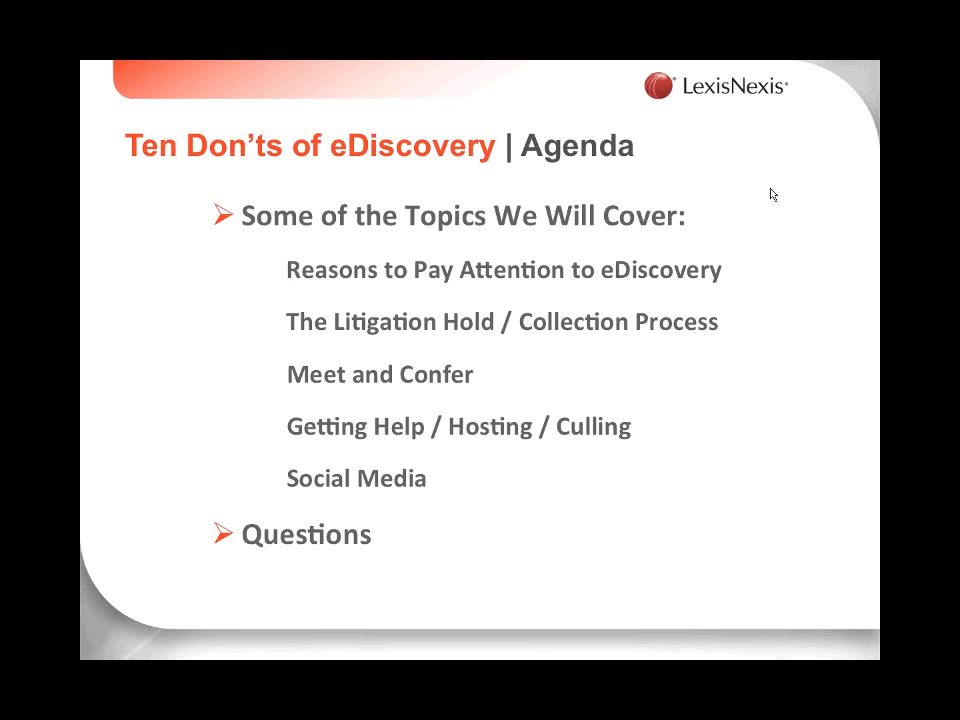 LexisNexis®
Ten Don’ts of eDiscovery | Agenda
Some of the Topics We Will Cover:
Reasons to Pay Attention to eDiscovery
The Litigation Hold / Collection Process
Meet and Confer
Getting Help / Hosting / Culling
Social Media
Questions